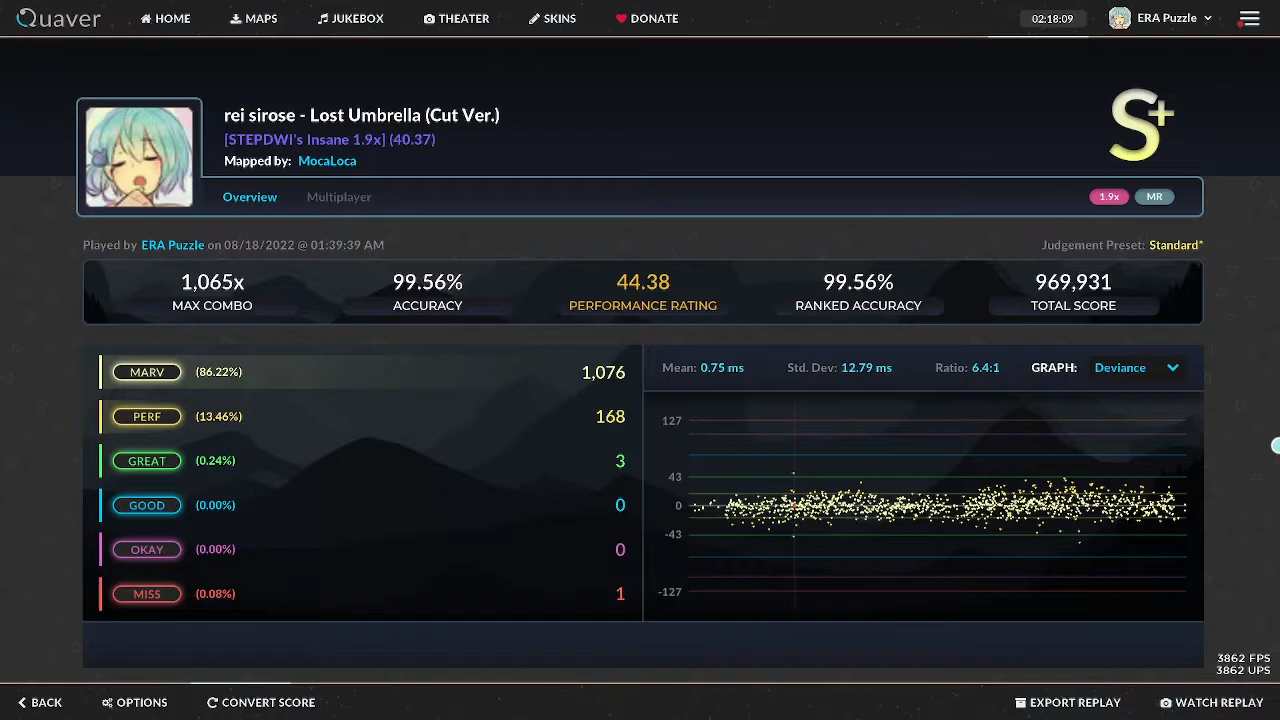 Quaver HOME MAPS JUKEBOX THEATER SKINS DONATE 02:18:09 ERA Puzzle
rei sirose - Lost Umbrella (Cut Ver.)
[STEPDWI's Insane 1.9x] (40.37)
Mapped by: MocaLoca
S+
Overview Multiplayer 1.9x MR
Played by ERA Puzzle on 08/18/2022 @ 01:39:39 AM Judgement Preset: Standard*
1,065x 99.56% 44.38 99.56% 969,931
MAX COMBO ACCURACY PERFORMANCE RATING RANKED ACCURACY TOTAL SCORE
MARV (86.22%) 1,076
PERF (13.46%) 168
GREAT (0.24%) 3
GOOD (0.00%) 0
OKAY (0.00%) 0
MISS (0.08%) 1
Mean: 0.75 ms Std. Dev: 12.79 ms Ratio: 6.4:1 GRAPH: Deviance
127
43
0
-43
-127
3862 FPS
3862 UPS
BACK OPTIONS CONVERT SCORE EXPORT REPLAY WATCH REPLAY